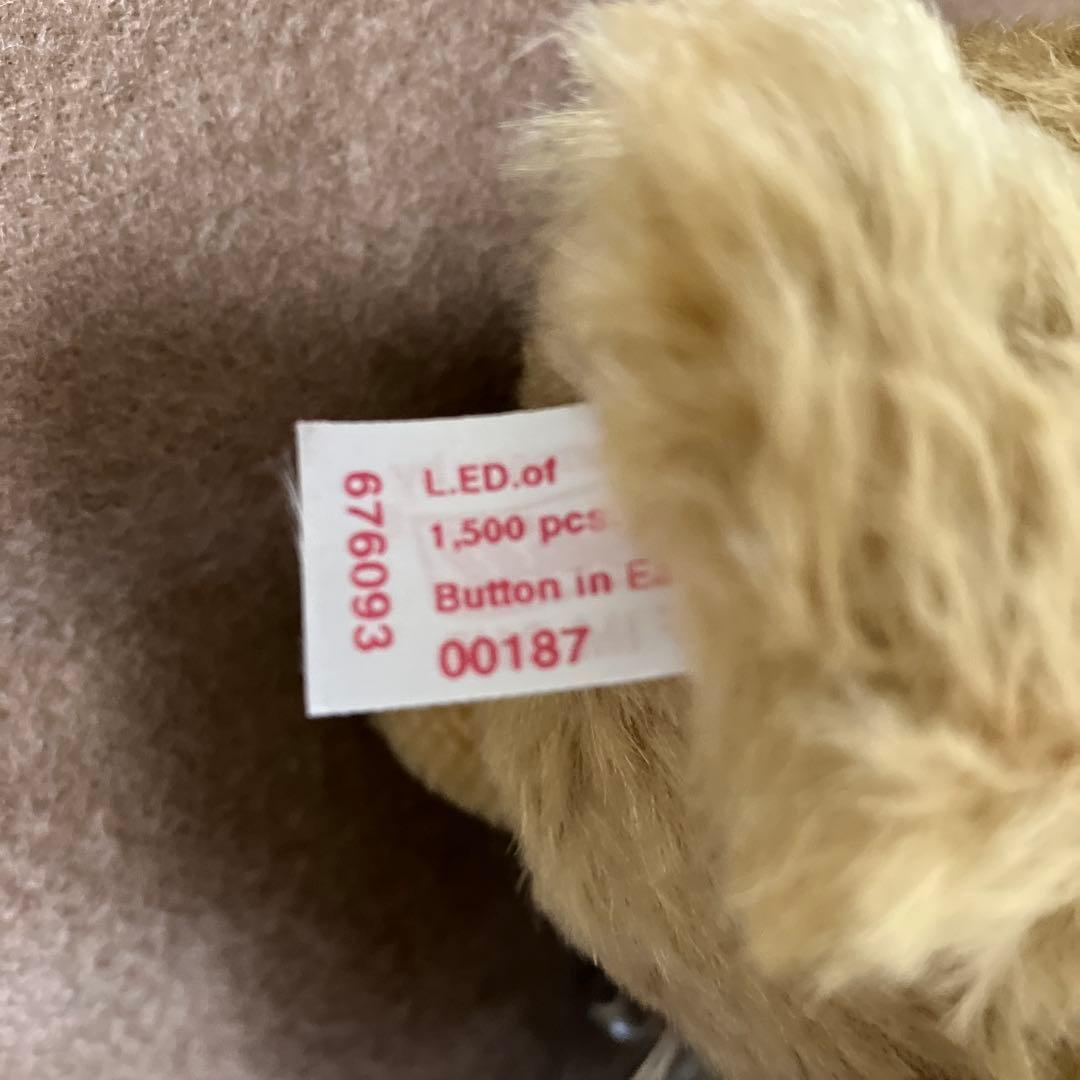 676093
L.ED.of
1,500 pcs.
Button in
00187